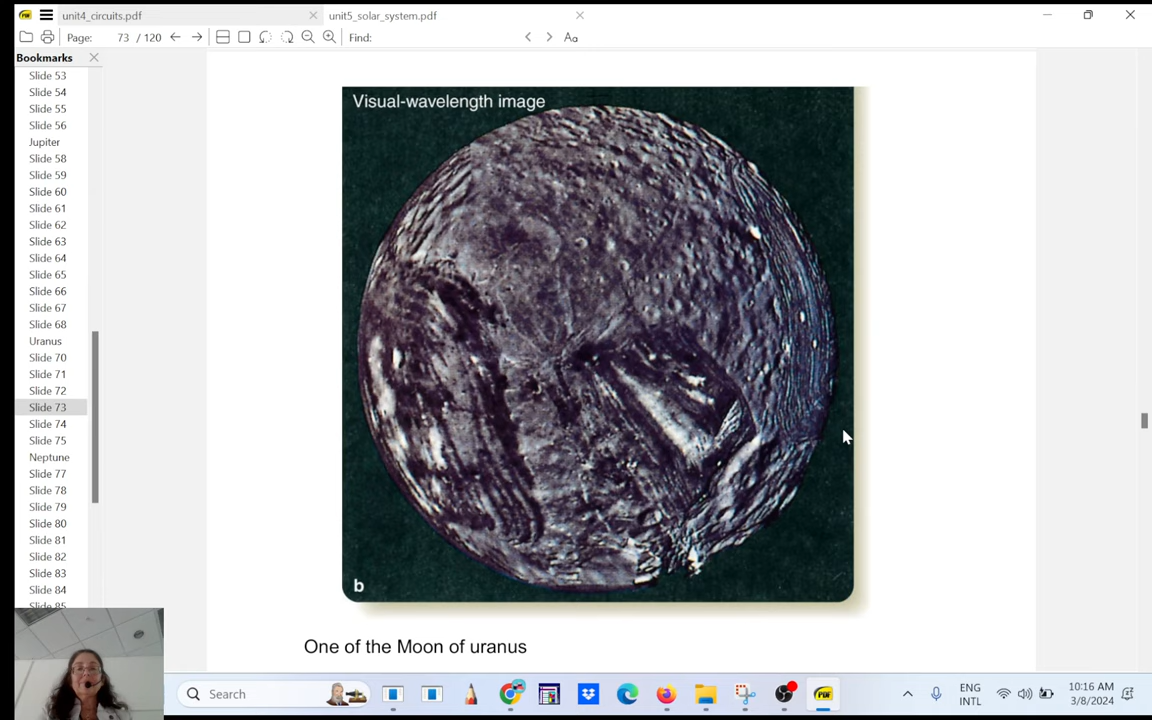 unit4_circuits.pdf
unit5_solar_system.pdf
Page: 73 / 120
Find:
Bookmarks
Slide 53
Slide 54
Slide 55
Slide 56
Jupiter
Slide 58
Slide 59
Slide 60
Slide 61
Slide 62
Slide 63
Slide 64
Slide 65
Slide 66
Slide 67
Slide 68
Uranus
Slide 70
Slide 71
Slide 72
Slide 73
Slide 74
Slide 75
Neptune
Slide 77
Slide 78
Slide 79
Slide 80
Slide 81
Slide 82
Slide 83
Slide 84
Slide 85
Visual-wavelength image
b
One of the Moon of uranus
Search
PDF
ENG
INTL
10:16 AM
3/8/2024